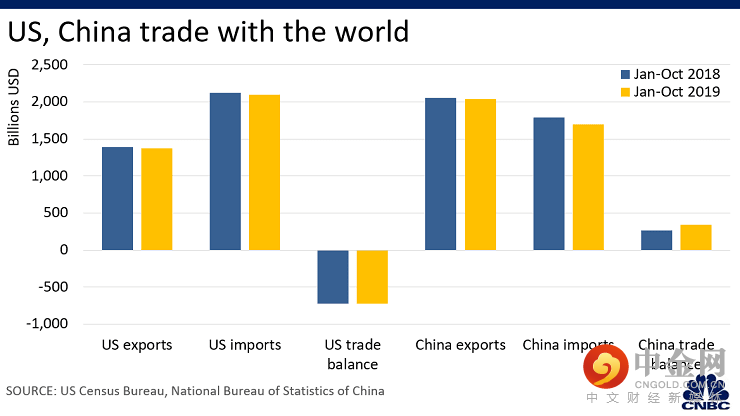 US, China trade with the world
Billions USD
2,500
2,000
1,500
1,000
500
0
-500
-1,000
Jan-Oct 2018
Jan-Oct 2019
US exports
US imports
US trade
balance
China exports
China imports
China trade
balance
中金网
CNGOLD.COM.CN
中文财经新媒体
SOURCE: US Census Bureau, National Bureau of Statistics of China
CNBC